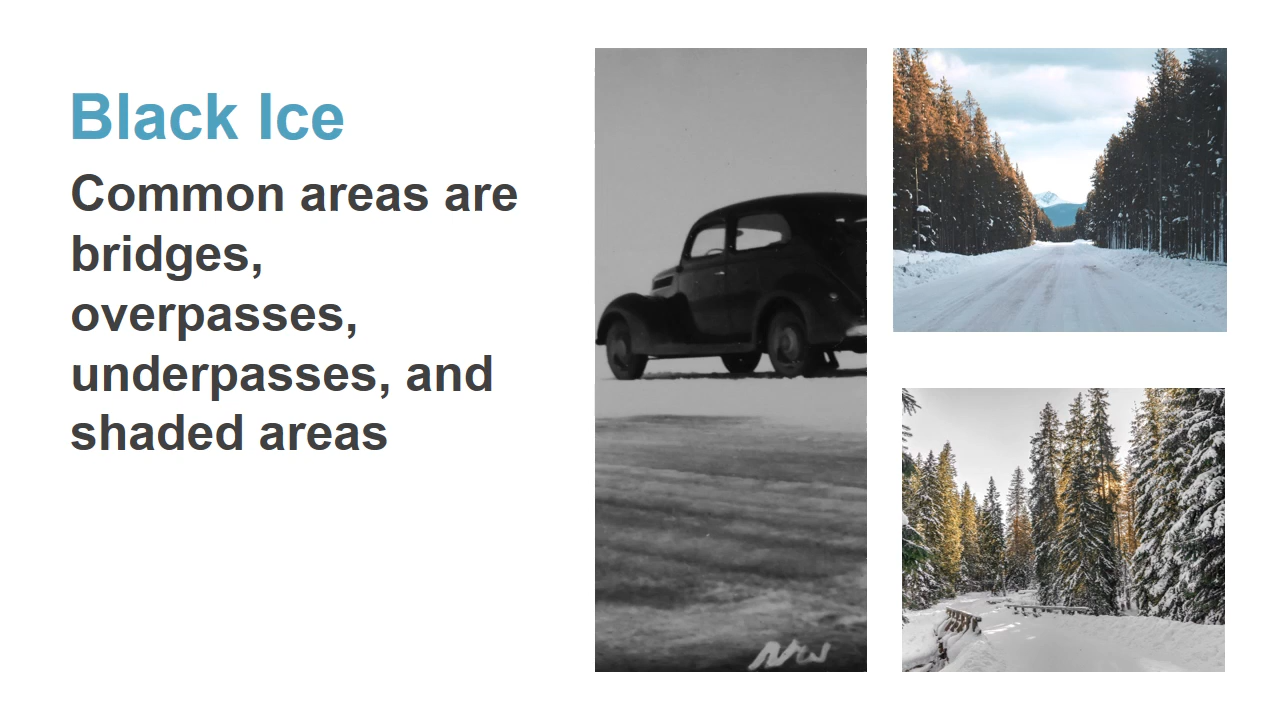 Black Ice
Common areas are
bridges,
overpasses,
underpasses, and
shaded areas